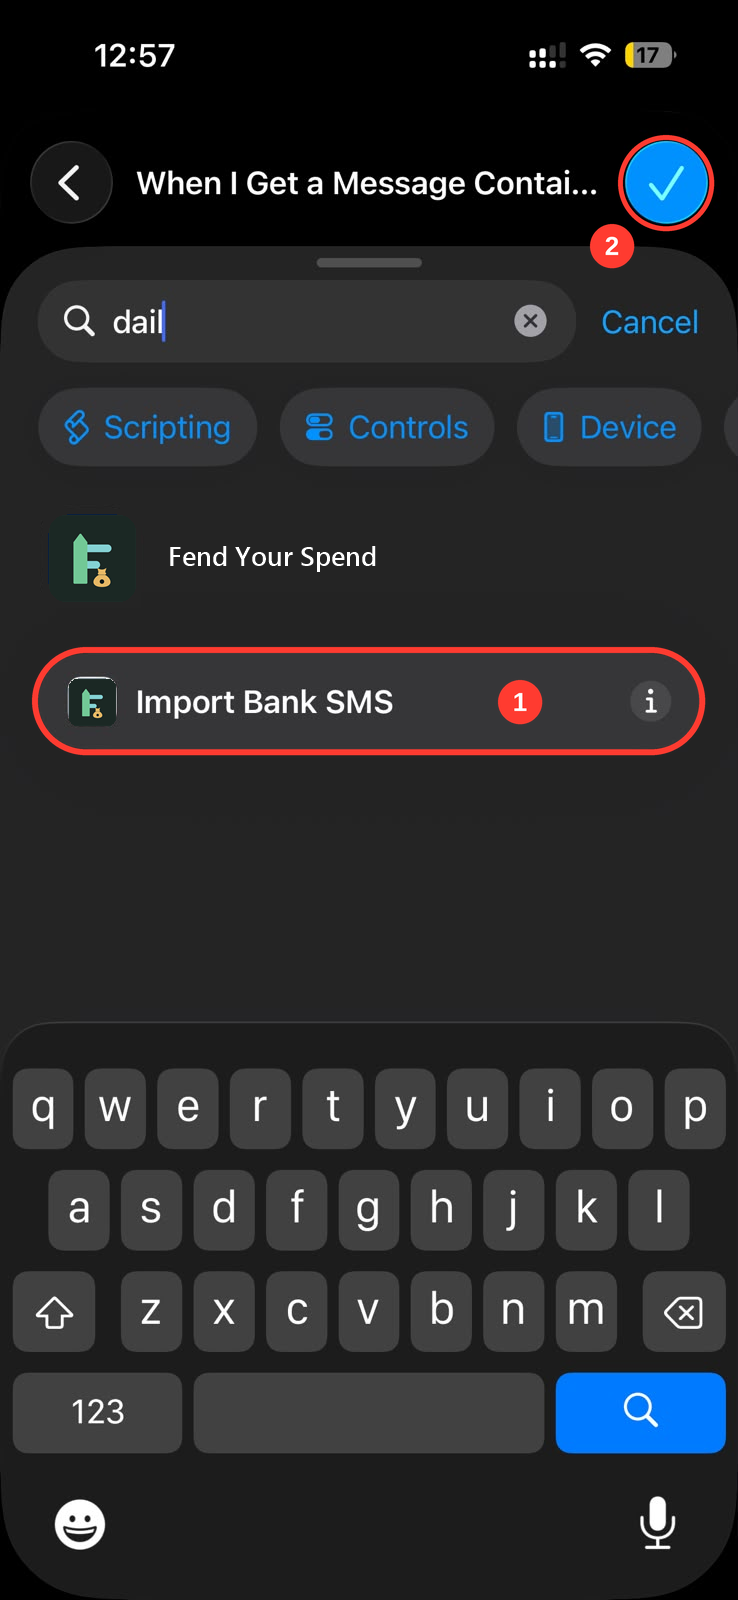 12:57
17
When I Get a Message Contai...
2
dail
Cancel
Scripting
Controls
Device
Fend Your Spend
Import Bank SMS
1
i
q w e r t y u i o p
a s d f g h j k l
z x c v b n m
123